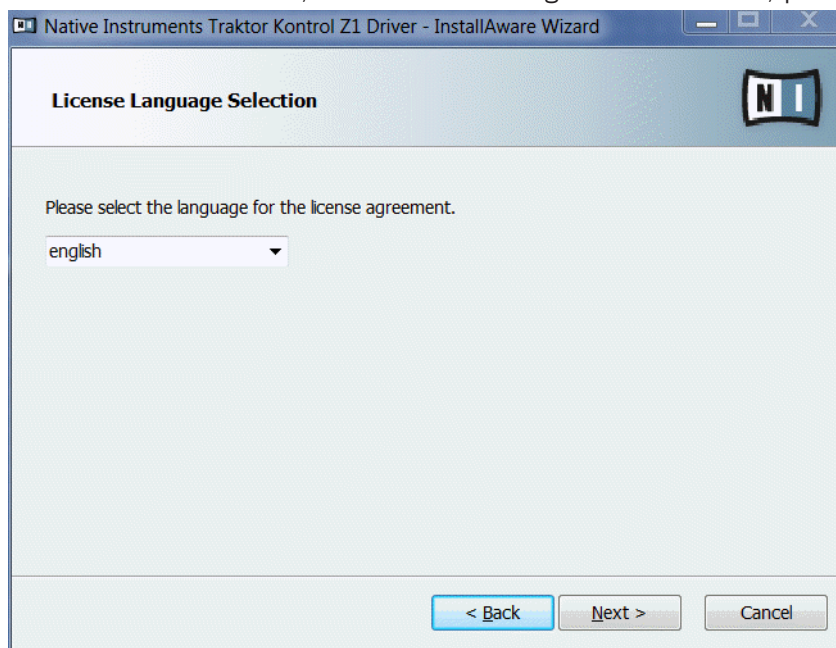 Native Instruments Traktor Kontrol Z1 Driver - InstallAware Wizard
License Language Selection
N I
Please select the language for the license agreement.
english
< Back Next > Cancel